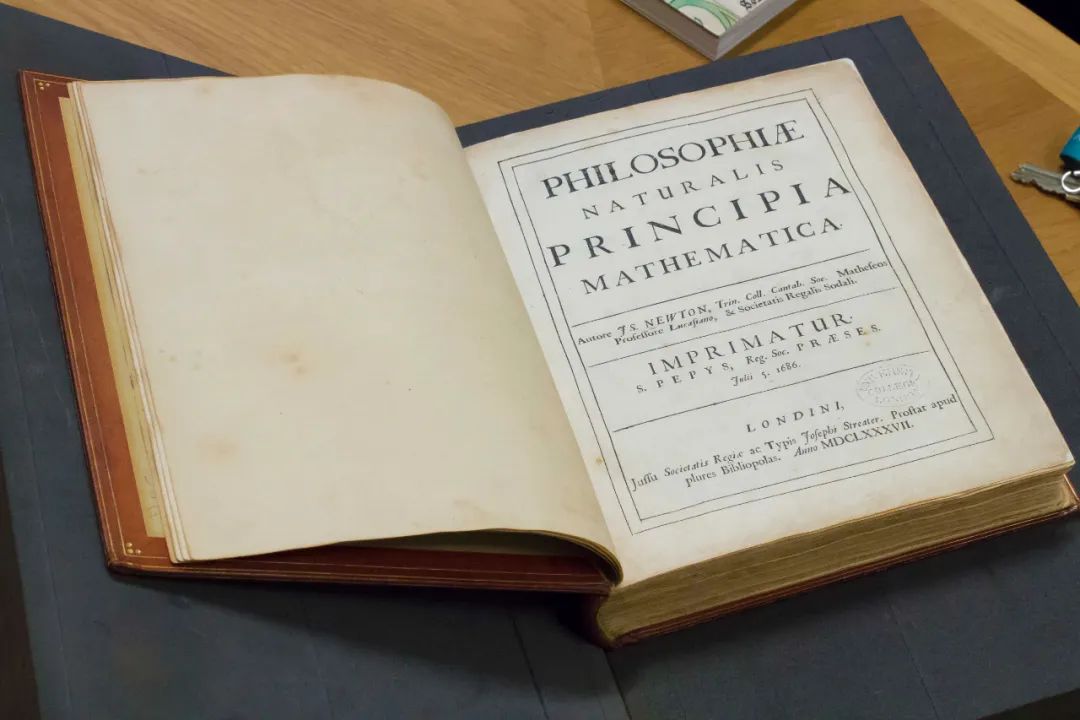 PHILOSOPHIÆ
NATURALIS
PRINCIPIA
MATHEMATICA.
Autore JS. NEWTON, Trin. Coll. Cantab. Soc. Matheseos
Professore Lucasiano, & Societatis Regalis Sodali.
IMPRIMATUR.
S. PEPYS, Reg. Soc. PRÆSES.
Julii 5. 1686.
LONDINI,
Jussu Societatis Regiæ ac Typis Josephi Streater. Prostat apud
plures Bibliopolas. Anno MDCLXXXVII.
COLLEGE
LONDON